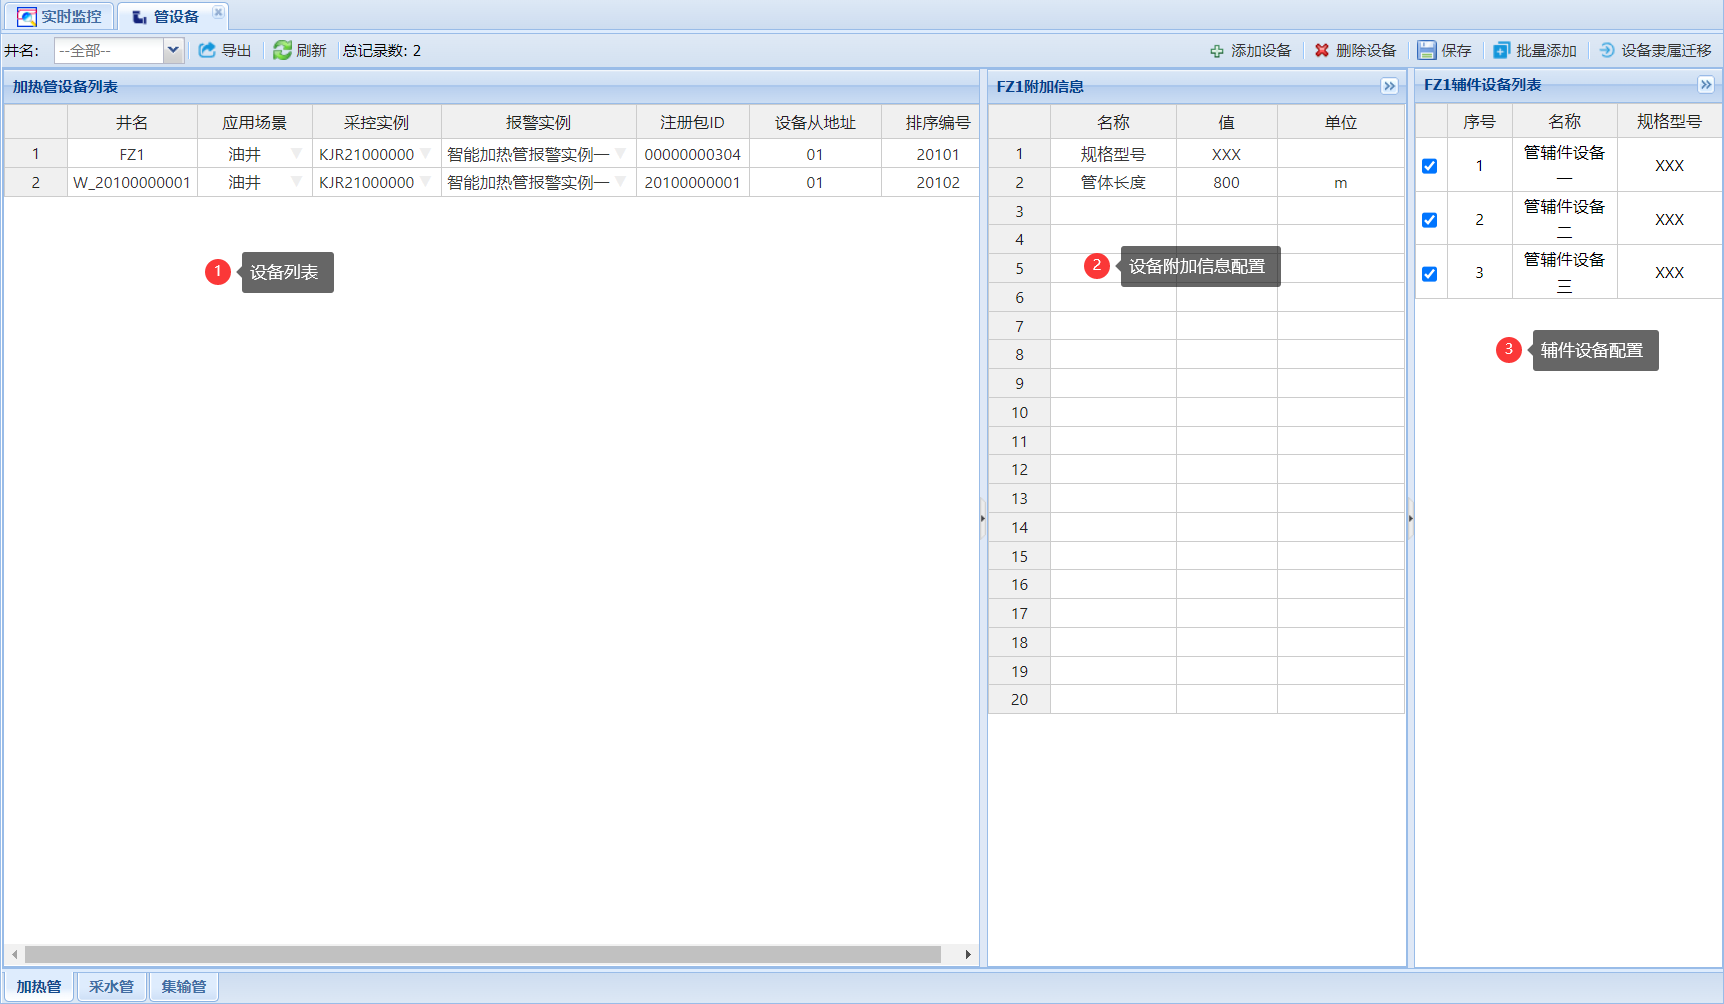 实时监控 管设备
井名: --全部-- 导出 刷新 总记录数: 2 添加设备 删除设备 保存 批量添加 设备隶属迁移
加热管设备列表
井名 应用场景 采控实例 报警实例 注册包ID 设备从地址 排序编号
1 FZ1 油井 KJR21000000 智能加热管报警实例一 00000000304 01 20101
2 W_20100000001 油井 KJR21000000 智能加热管报警实例一 20100000001 01 20102
1 设备列表
FZ1附加信息
名称 值 单位
1 规格型号 XXX
2 管体长度 800 m
3
4
5
6
7
8
9
10
11
12
13
14
15
16
17
18
19
20
2 设备附加信息配置
FZ1辅件设备列表
序号 名称 规格型号
1 管辅件设备一 XXX
2 管辅件设备二 XXX
3 管辅件设备三 XXX
3 辅件设备配置
加热管 采水管 集输管